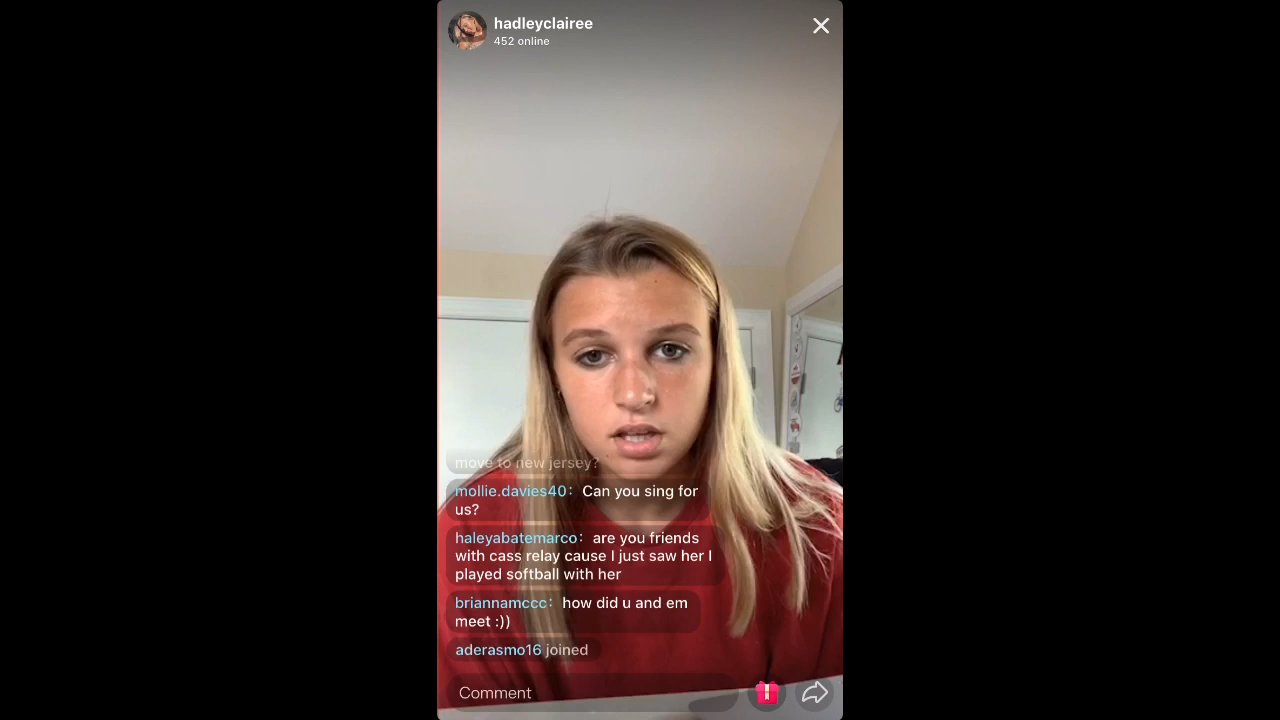 hadleyclairee
452 online
move to new jersey?
mollie.davies40: Can you sing for
us?
haleyabatemarco: are you friends
with cass relay cause I just saw her I
played softball with her
briannamccc: how did u and em
meet :))
aderasmo16 joined
Comment